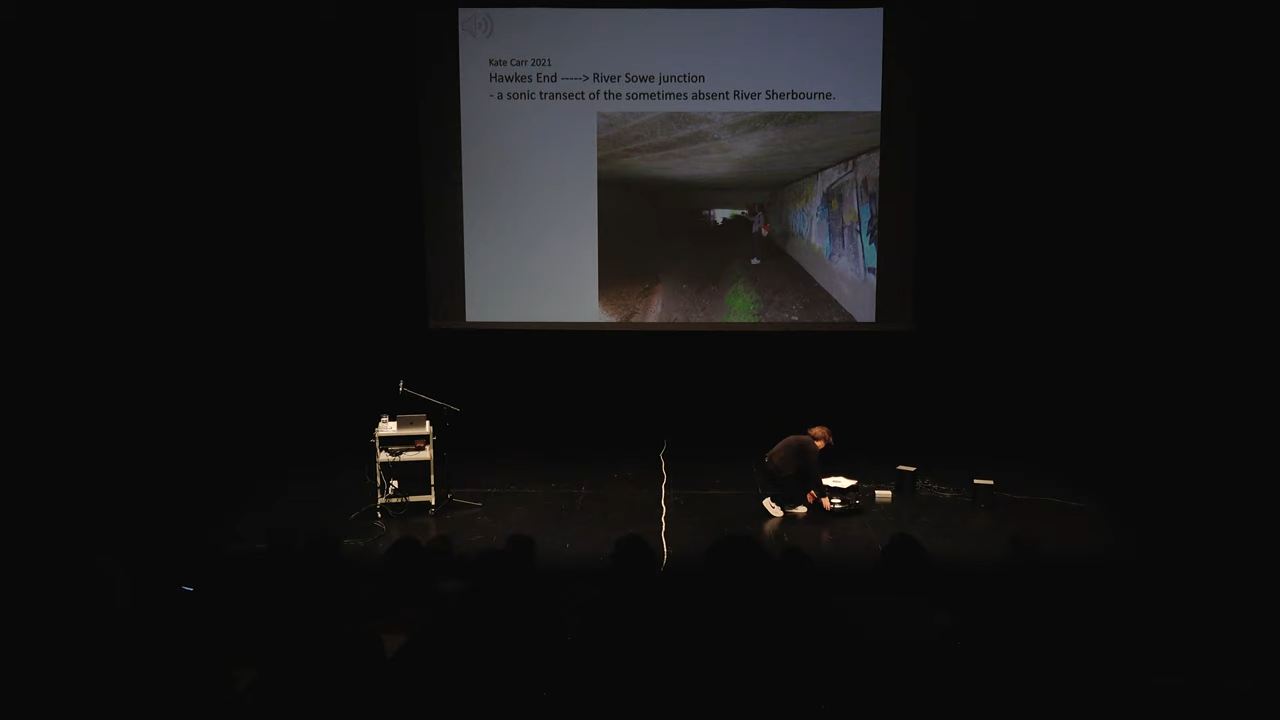 Kate Carr 2021
Hawkes End -----> River Sowe junction
- a sonic transect of the sometimes absent River Sherbourne.